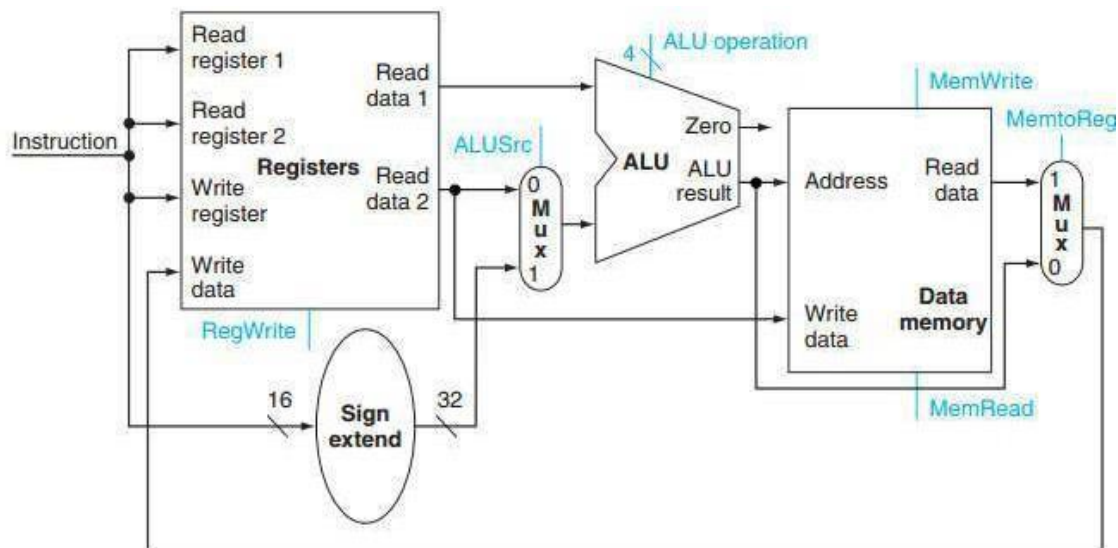 Instruction
Read
register 1
Read
register 2
Write
register
Write
data
Registers
Read
data 1
Read
data 2
RegWrite
16
Sign
extend
32
ALUSrc
0
M
u
x
1
4
ALU operation
Zero
ALU
ALU
result
MemWrite
Address
Read
data
Write
data
Data
memory
MemRead
MemtoReg
1
M
u
x
0